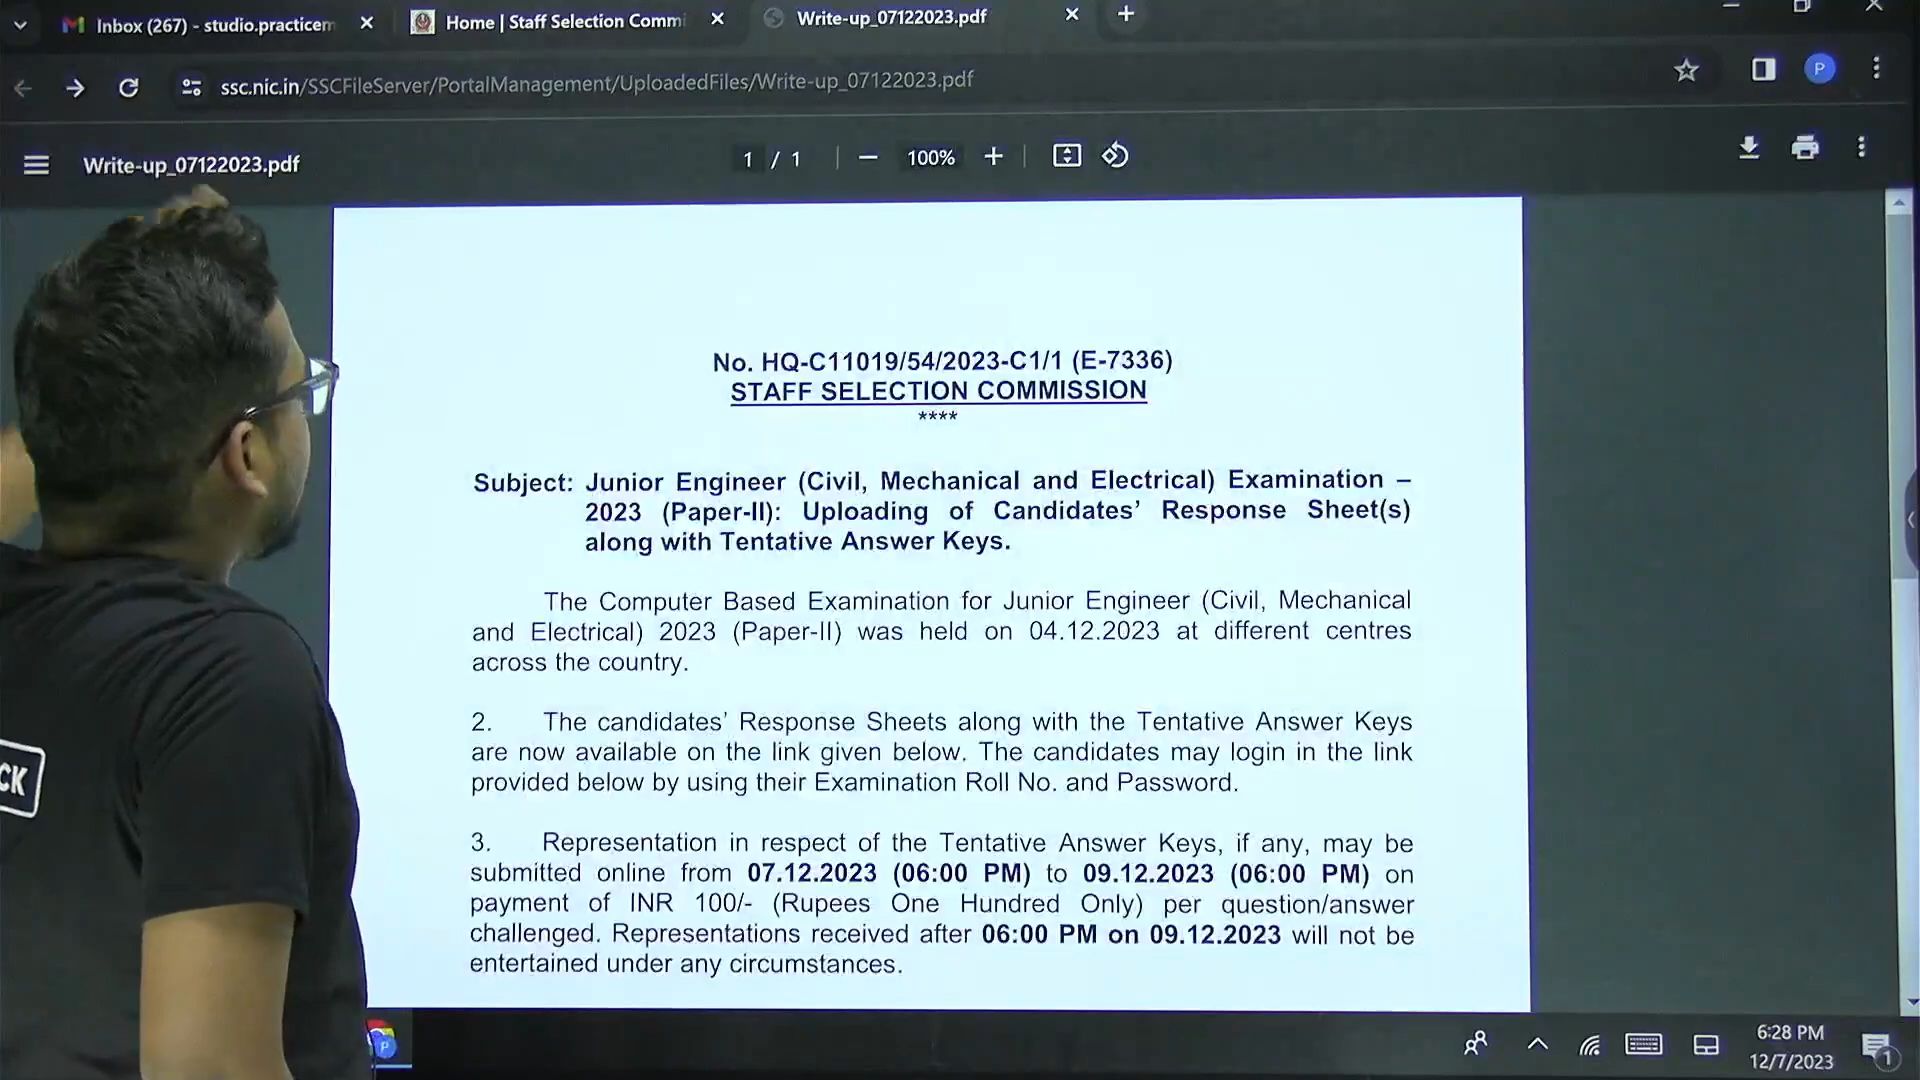 Inbox (267) - studio.practicem
Home | Staff Selection Comm
Write-up_07122023.pdf
ssc.nic.in/SSCFileServer/PortalManagement/UploadedFiles/Write-up_07122023.pdf
P
Write-up_07122023.pdf
1 / 1
100%
No. HQ-C11019/54/2023-C1/1 (E-7336)
STAFF SELECTION COMMISSION
****
Subject: Junior Engineer (Civil, Mechanical and Electrical) Examination –
2023 (Paper-II): Uploading of Candidates’ Response Sheet(s)
along with Tentative Answer Keys.
The Computer Based Examination for Junior Engineer (Civil, Mechanical
and Electrical) 2023 (Paper-II) was held on 04.12.2023 at different centres
across the country.
2. The candidates’ Response Sheets along with the Tentative Answer Keys
are now available on the link given below. The candidates may login in the link
provided below by using their Examination Roll No. and Password.
3. Representation in respect of the Tentative Answer Keys, if any, may be
submitted online from 07.12.2023 (06:00 PM) to 09.12.2023 (06:00 PM) on
payment of INR 100/- (Rupees One Hundred Only) per question/answer
challenged. Representations received after 06:00 PM on 09.12.2023 will not be
entertained under any circumstances.
CK
P
6:28 PM
12/7/2023
1